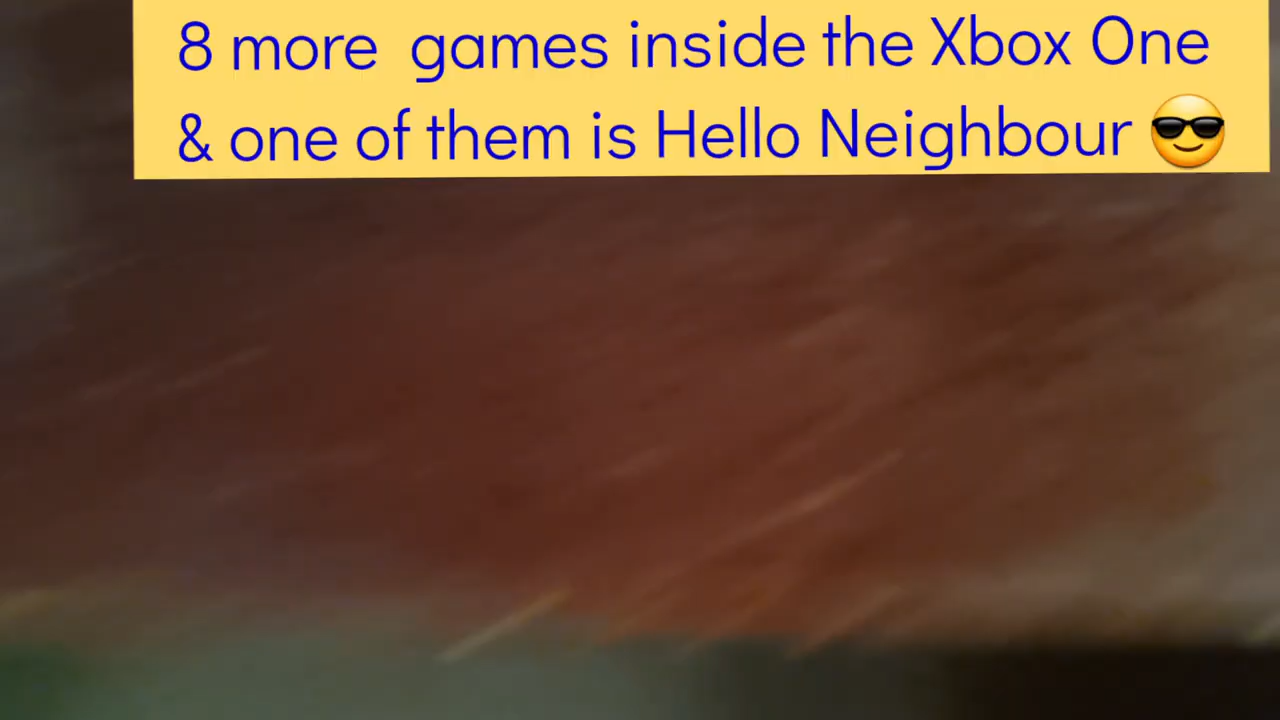 8 more  games inside the Xbox One
& one of them is Hello Neighbour 😎